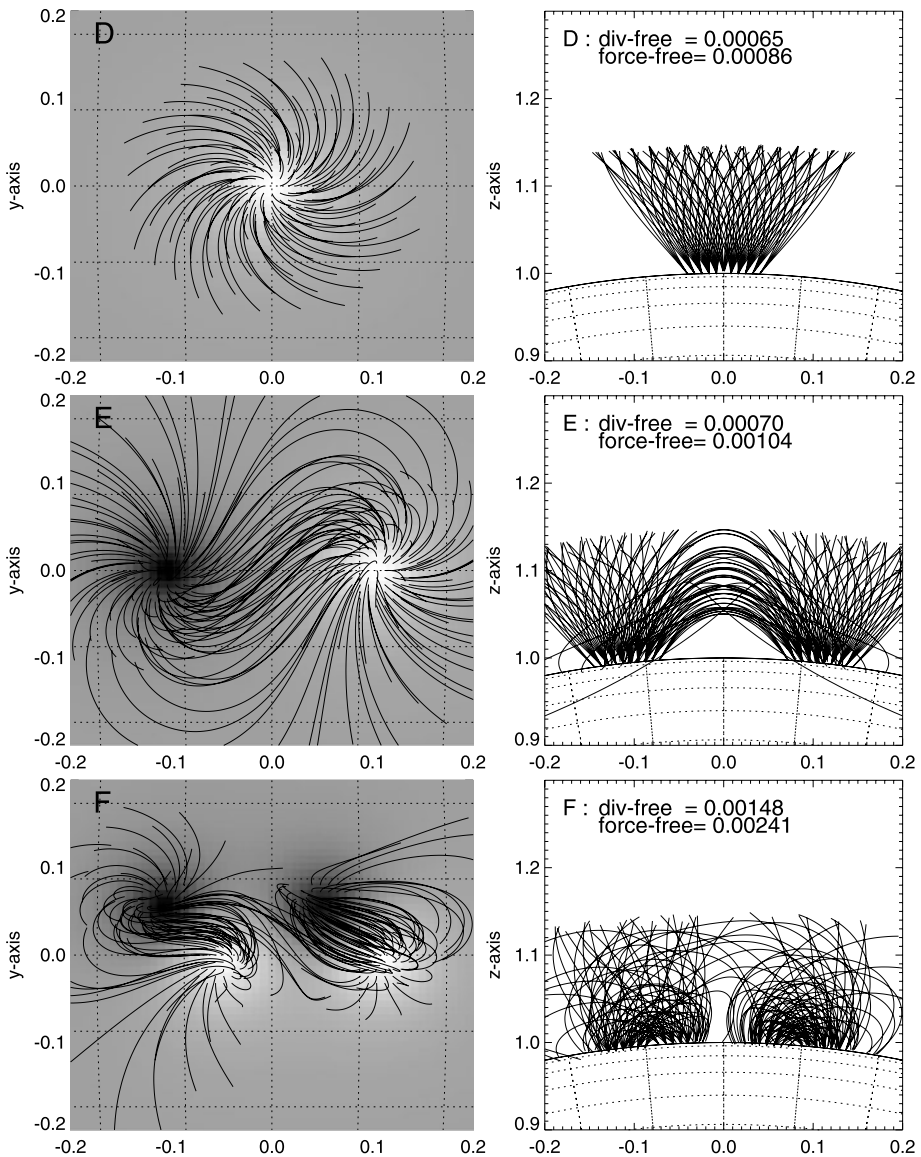 D
0.2
0.1
0.0
-0.1
-0.2
y-axis
-0.2 -0.1 0.0 0.1 0.2
D : div-free = 0.00065
force-free= 0.00086
1.2
1.1
1.0
0.9
z-axis
-0.2 -0.1 0.0 0.1 0.2
E
0.2
0.1
0.0
-0.1
-0.2
y-axis
-0.2 -0.1 0.0 0.1 0.2
E : div-free = 0.00070
force-free= 0.00104
1.2
1.1
1.0
0.9
z-axis
-0.2 -0.1 0.0 0.1 0.2
F
0.2
0.1
0.0
-0.1
-0.2
y-axis
-0.2 -0.1 0.0 0.1 0.2
F : div-free = 0.00148
force-free= 0.00241
1.2
1.1
1.0
0.9
z-axis
-0.2 -0.1 0.0 0.1 0.2